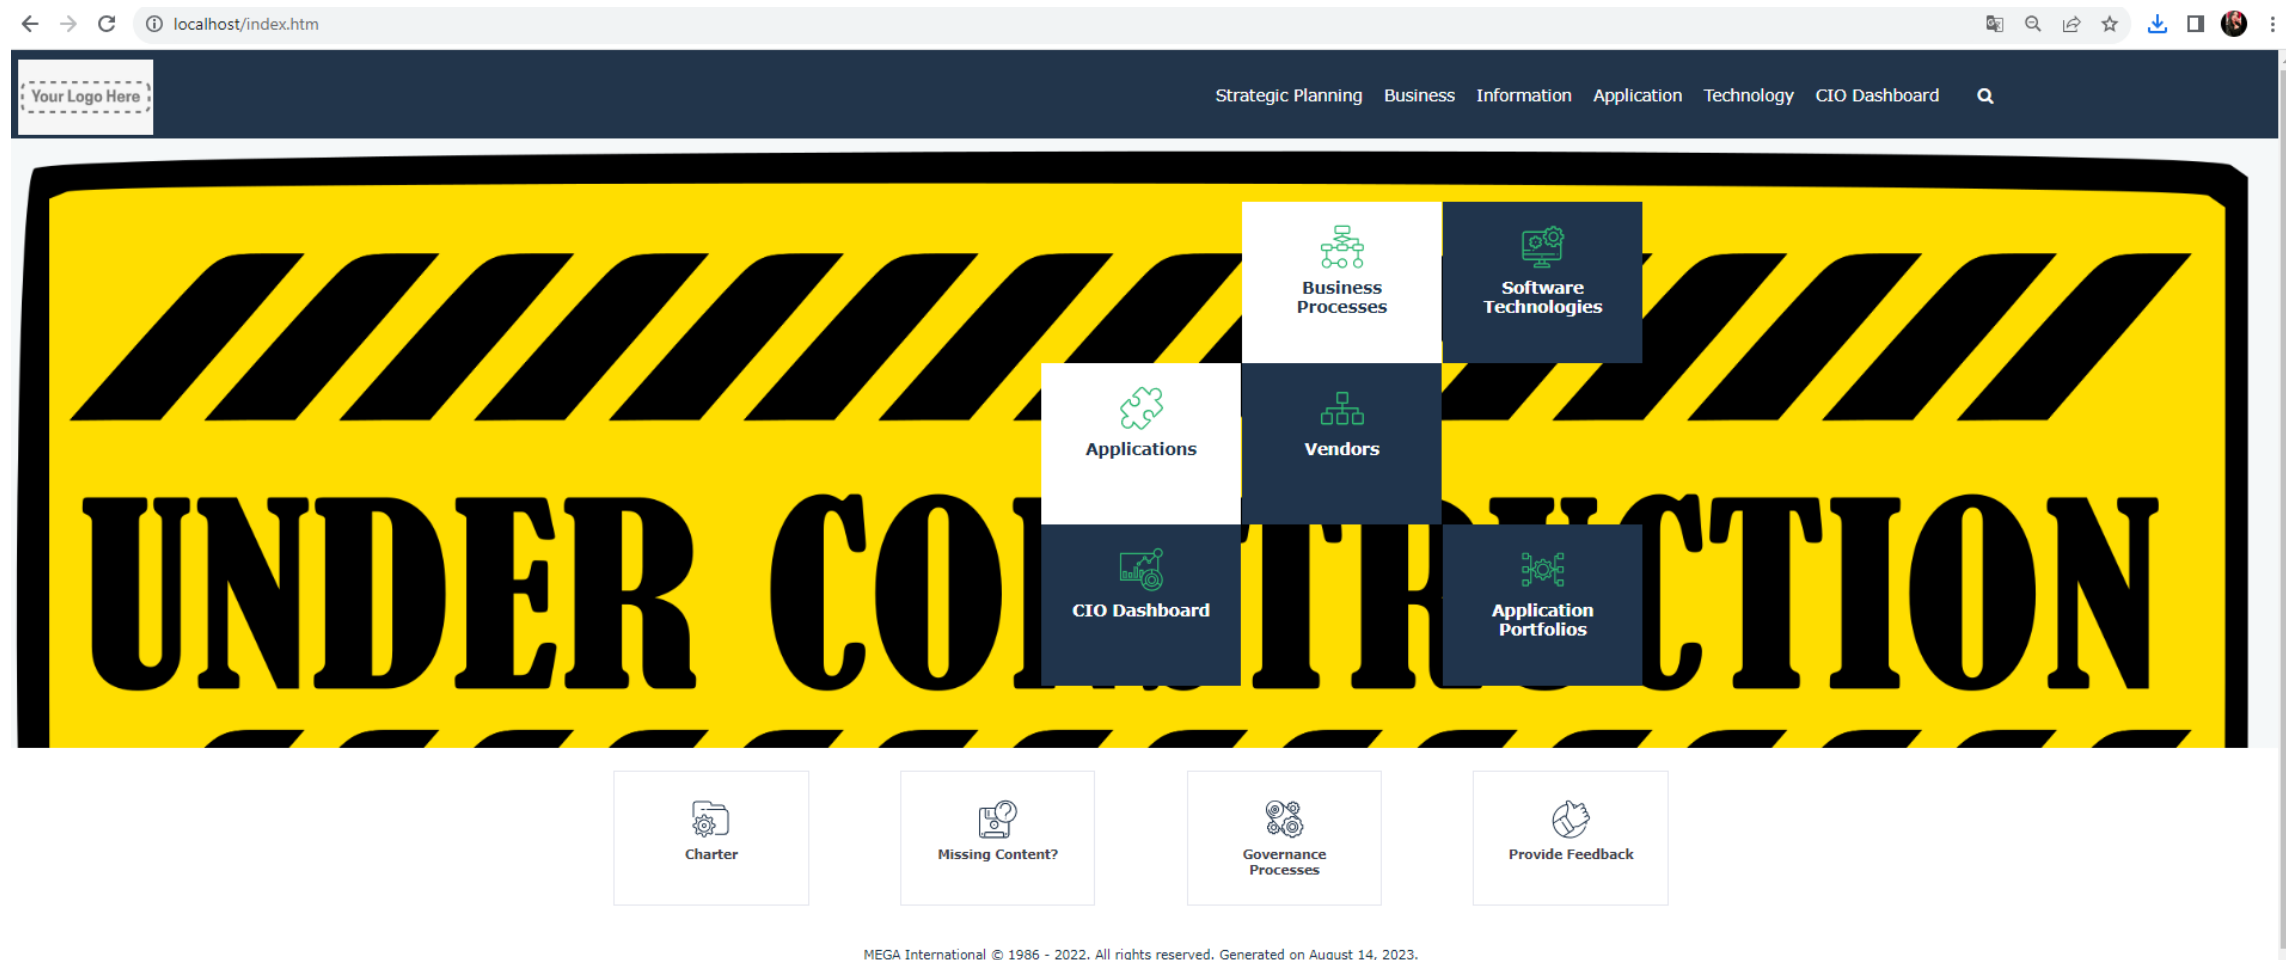 localhost/index.htm
Your Logo Here
Strategic Planning Business Information Application Technology CIO Dashboard
Business
Processes
Software
Technologies
Applications
Vendors
UNDER CONSTRUCTION
CIO Dashboard
Application
Portfolios
Charter
Missing Content?
Governance
Processes
Provide Feedback
MEGA International © 1986 - 2022. All rights reserved. Generated on August 14, 2023.